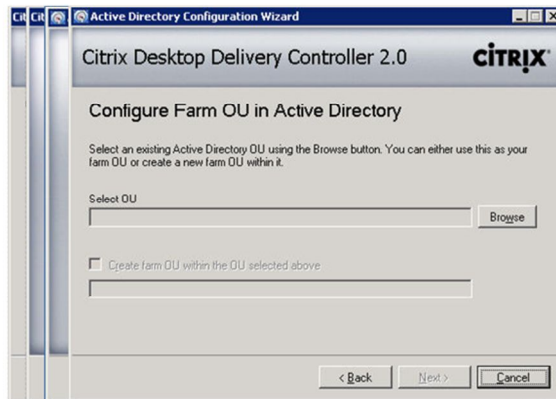 Cit
Cit
Active Directory Configuration Wizard
Citrix Desktop Delivery Controller 2.0
CITRIX
Configure Farm OU in Active Directory
Select an existing Active Directory OU using the Browse button. You can either use this as your
farm OU or create a new farm OU within it.
Select OU
Browse
Create farm OU within the OU selected above
< Back
Next >
Cancel